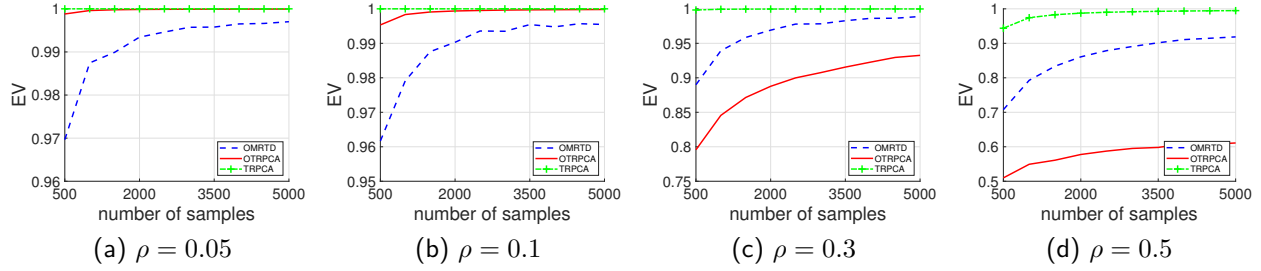 1
0.99
0.98
0.97
0.96
EV
500 2000 3500 5000
number of samples
OMRTD
OTRPCA
TRPCA
(a) ρ = 0.05
1
0.99
0.98
0.97
0.96
0.95
EV
500 2000 3500 5000
number of samples
OMRTD
OTRPCA
TRPCA
(b) ρ = 0.1
1
0.95
0.9
0.85
0.8
0.75
EV
500 2000 3500 5000
number of samples
OMRTD
OTRPCA
TRPCA
(c) ρ = 0.3
1
0.9
0.8
0.7
0.6
0.5
EV
500 2000 3500 5000
number of samples
OMRTD
OTRPCA
TRPCA
(d) ρ = 0.5